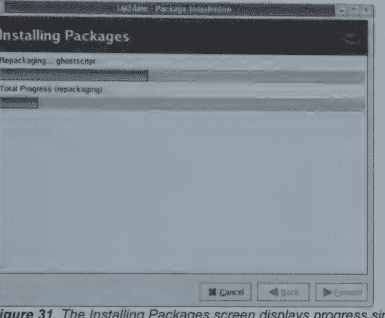 Up2date - Package Installation
Installing Packages
Repackaging... ghostscript
Total Progress (repackaging)
Cancel
Back
Forward
Figure 31. The Installing Packages screen displays progress